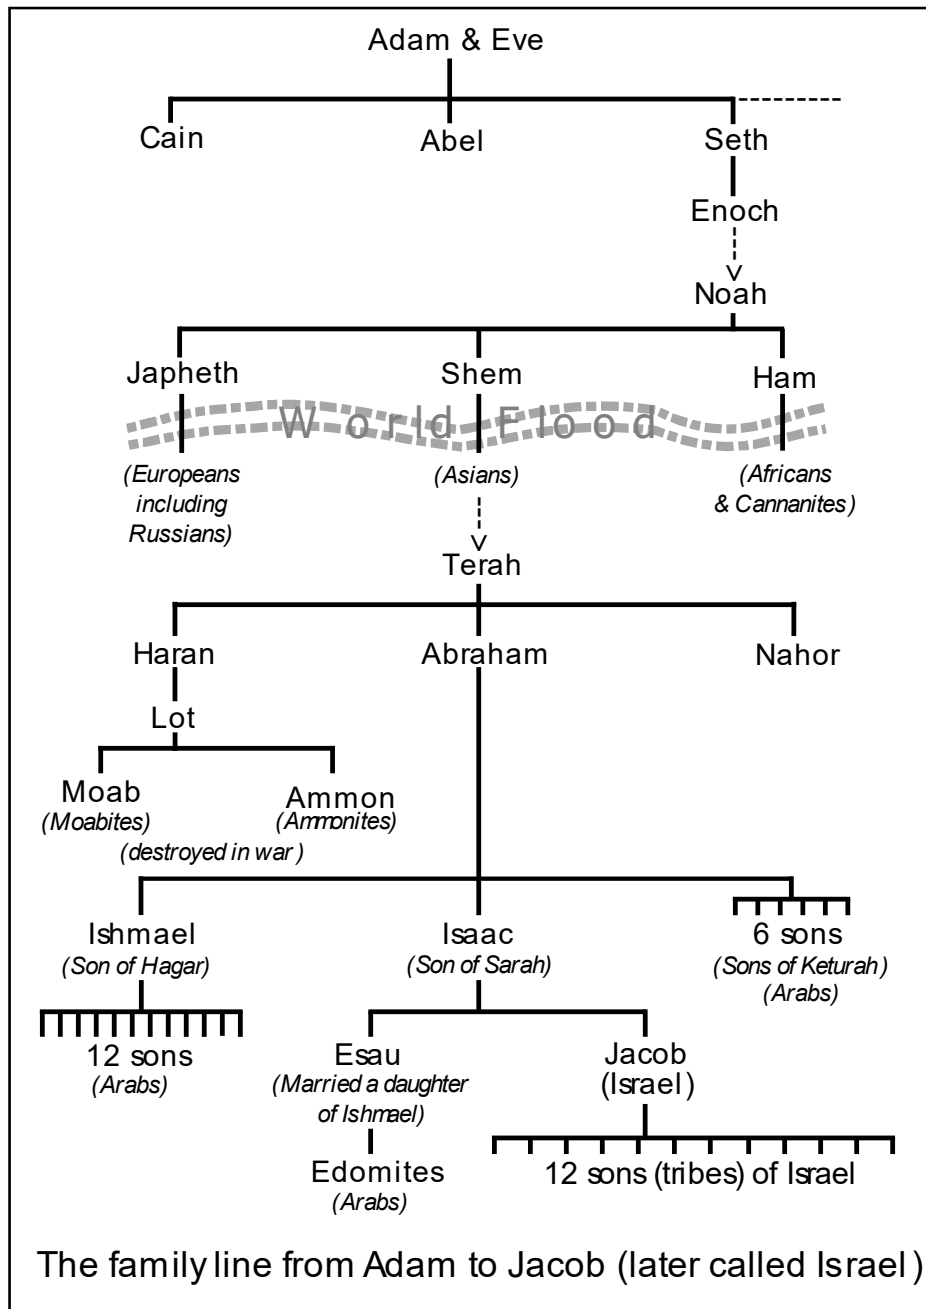 Adam & Eve
Cain Abel Seth
Enoch
Noah
Japheth Shem Ham
World Flood
(Europeans
including
Russians)
(Asians)
(Africans
& Cannanites)
Terah
Haran Abraham Nahor
Lot
Moab
(Moabites)
Ammon
(Ammonites)
(destroyed in war)
Ishmael
(Son of Hagar)
Isaac
(Son of Sarah)
6 sons
(Sons of Keturah)
(Arabs)
12 sons
(Arabs)
Esau
(Married a daughter
of Ishmael)
Jacob
(Israel)
Edomites
(Arabs)
12 sons (tribes) of Israel
The family line from Adam to Jacob (later called Israel)